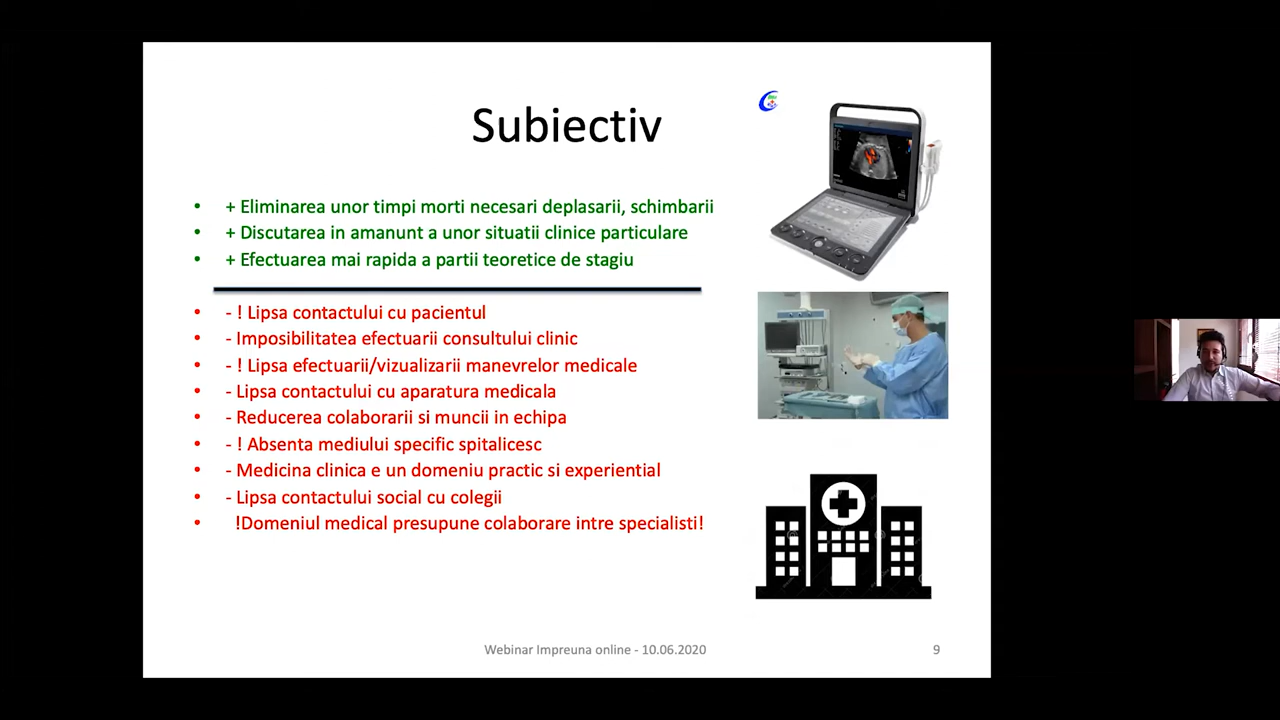 Subiectiv
• + Eliminarea unor timpi morti necesari deplasarii, schimbarii
• + Discutarea in amanunt a unor situatii clinice particulare
• + Efectuarea mai rapida a partii teoretice de stagiu
• - ! Lipsa contactului cu pacientul
• - Imposibilitatea efectuarii consultului clinic
• - ! Lipsa efectuarii/vizualizarii manevrelor medicale
• - Lipsa contactului cu aparatura medicala
• - Reducerea colaborarii si muncii in echipa
• - ! Absenta mediului specific spitalicesc
• - Medicina clinica e un domeniu practic si experiential
• - Lipsa contactului social cu colegii
• !Domeniul medical presupune colaborare intre specialisti!
Webinar Impreuna online - 10.06.2020
9